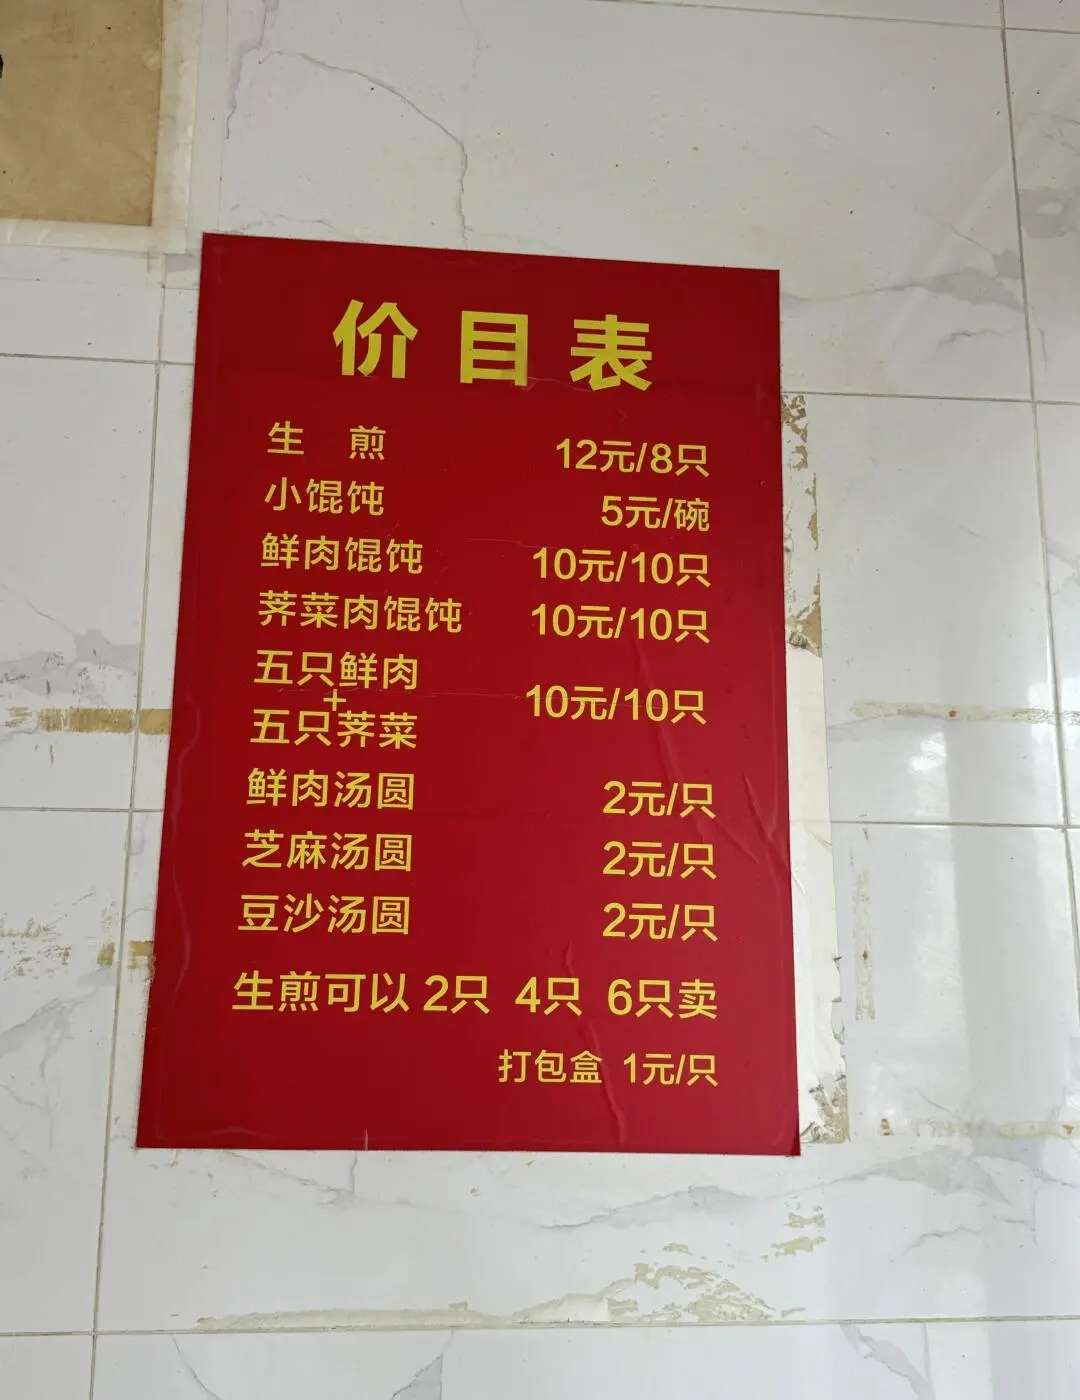 价目表
生煎 12元/8只
小馄饨 5元/碗
鲜肉馄饨 10元/10只
荠菜肉馄饨 10元/10只
五只鲜肉
+ 10元/10只
五只荠菜
鲜肉汤圆 2元/只
芝麻汤圆 2元/只
豆沙汤圆 2元/只
生煎可以 2只 4只 6只卖
打包盒 1元/只